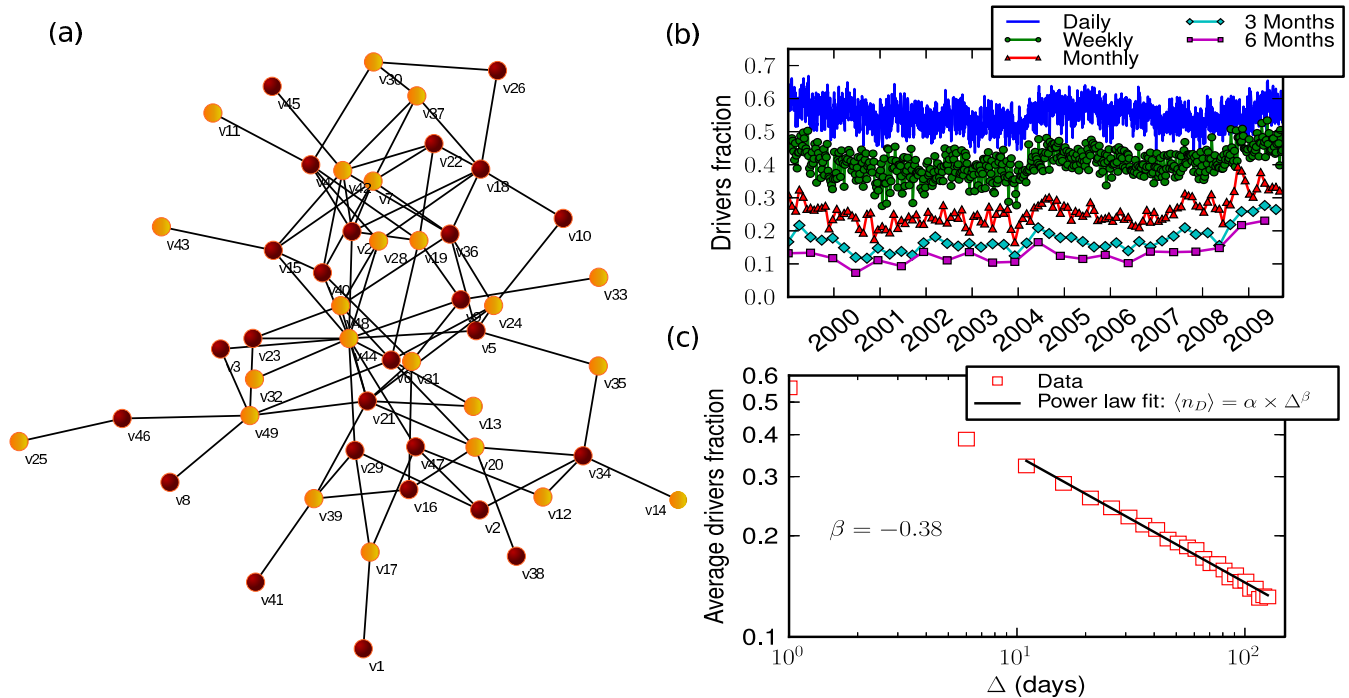 (a)
v30
v26
v45
v37
v11
v22
v4
v42
v7
v18
v10
v43
v36
v15
v2
v28
v19
v40
v33
v9
v24
v48
v5
v23
v44
v3
v6
v31
v35
v32
v21
v13
v49
v46
v25
v29
v47
v20
v34
v8
v39
v16
v12
v14
v2
v17
v38
v41
v1
(b)
Daily
Weekly
Monthly
3 Months
6 Months
Drivers fraction
0.7
0.6
0.5
0.4
0.3
0.2
0.1
0.0
2000
2001
2002
2003
2004
2005
2006
2007
2008
2009
(c)
Data
Power law fit: ⟨n_D⟩ = α × Δ^β
Average drivers fraction
0.6
0.5
0.4
0.3
0.2
0.1
β = −0.38
10^0
10^1
10^2
Δ (days)